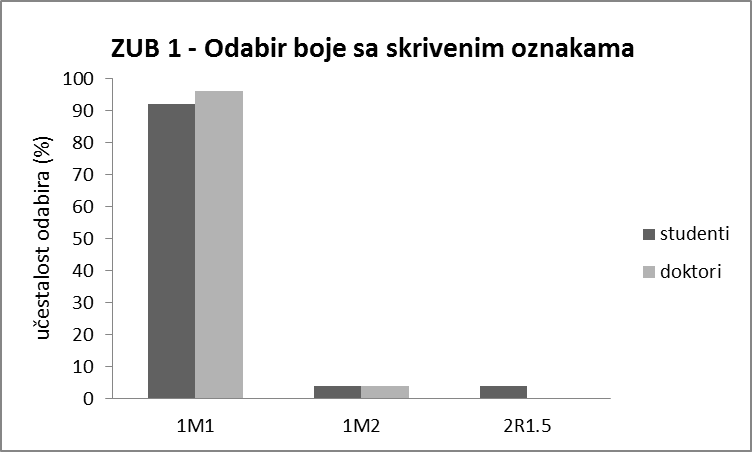 ZUB 1 - Odabir boje sa skrivenim oznakama
učestalost odabira (%)
100
90
80
70
60
50
40
30
20
10
0
1M1 1M2 2R1.5
studenti
doktori